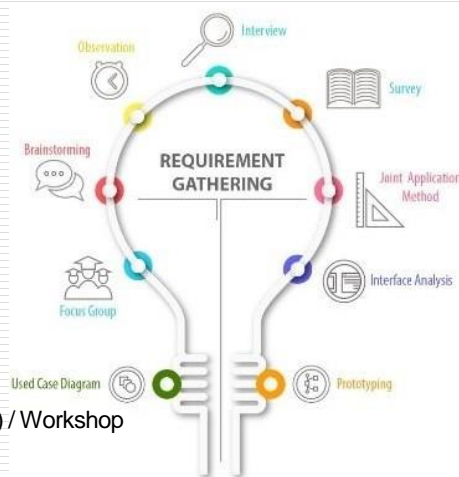 Interview
Observation
Survey
Brainstorming
REQUIREMENT
GATHERING
Joint Application
Method
Interface Analysis
Focus Group
Used Case Diagram
Prototyping
) / Workshop